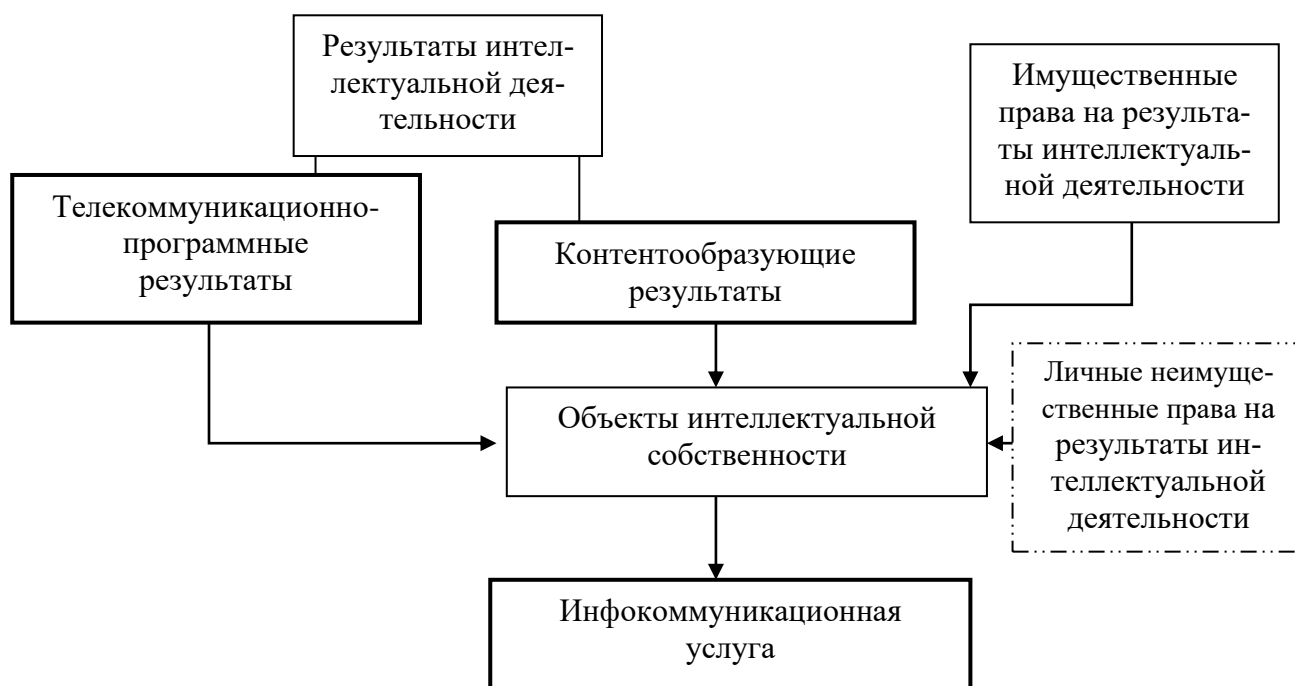 Результаты интел-
лектуальной дея-
тельности
Имущественные
права на результа-
ты интеллектуаль-
ной деятельности
Телекоммуникационно-
программные
результаты
Контентообразующие
результаты
Личные неимуще-
ственные права на
результаты ин-
теллектуальной
деятельности
Объекты интеллектуальной
собственности
Инфокоммуникационная
услуга